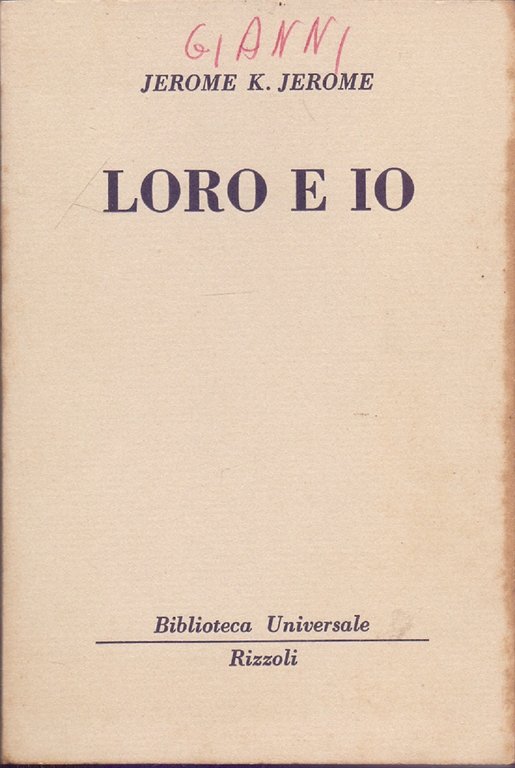 GIANNI
JEROME K. JEROME
LORO E IO
Biblioteca Universale
Rizzoli